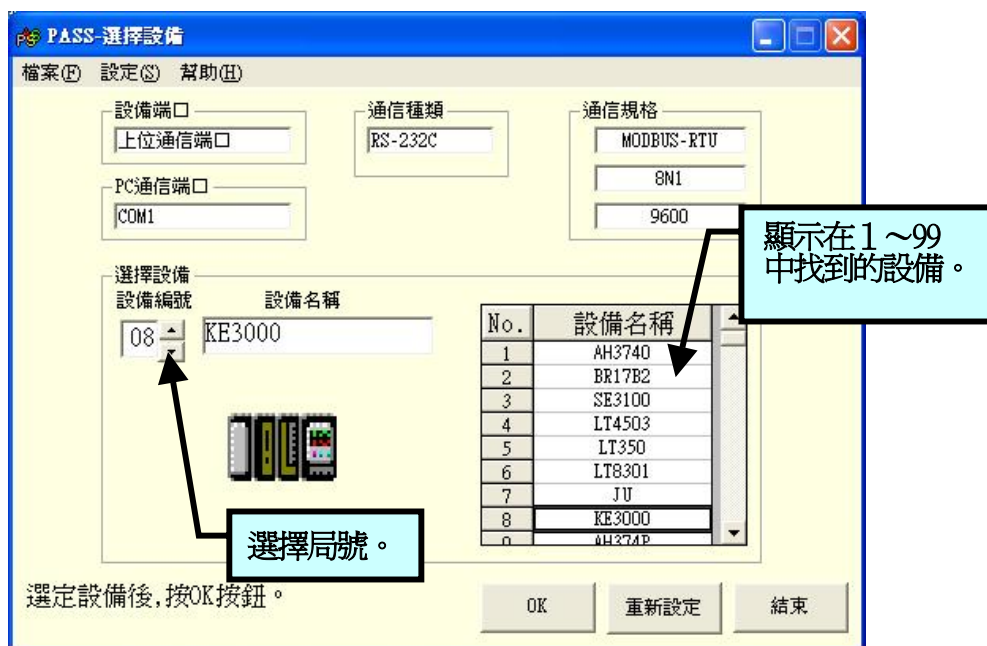 PASS-選擇設備
檔案(F) 設定(S) 幫助(H)
設備端口
上位通信端口
通信種類
RS-232C
通信規格
MODBUS-RTU
8N1
9600
PC通信端口
COM1
顯示在1～99
中找到的設備。
選擇設備
設備編號 設備名稱
08 KE3000
No. 設備名稱
1 AH3740
2 BR17B2
3 SE3100
4 LT4503
5 LT350
6 LT8301
7 JU
8 KE3000
9 AH374P
選擇局號。
選定設備後,按OK按鈕。
OK 重新設定 結束